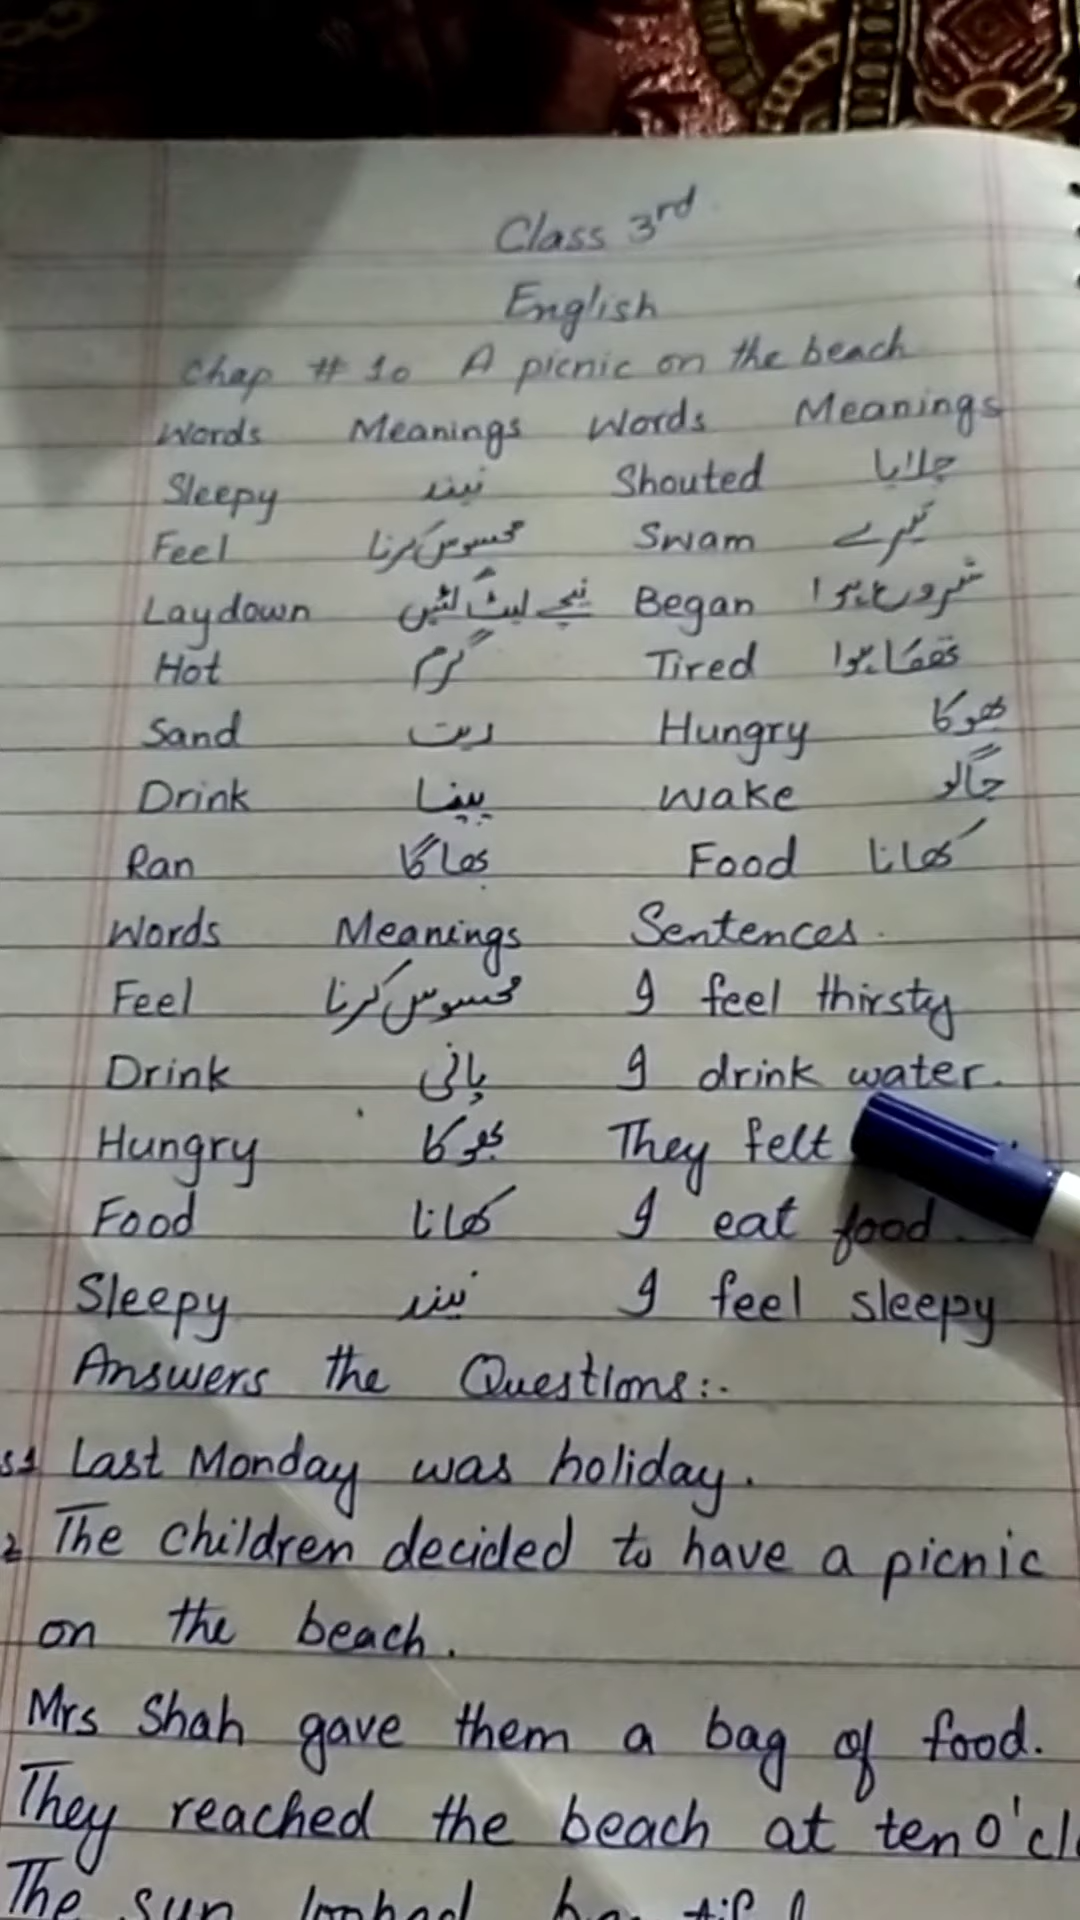 Class 3rd
English
Chap # 10 A picnic on the beach
Words Meanings Words Meanings
Sleepy نیند Shouted چلایا
Feel محسوس کرنا Swam تیرے
Laydown نیچے لیٹ گئیں Began شروع ہوا
Hot گرم Tired تھکا ہوا
Sand ریت Hungry بھوکا
Drink پینا Wake جاگو
Ran بھاگا Food کھانا
Words Meanings Sentences.
Feel محسوس کرنا I feel thirsty
Drink پانی I drink water.
Hungry بھوکا They felt
Food کھانا I eat food.
Sleepy نیند I feel sleepy
Answers the Questions:-
Last Monday was holiday.
2 The children decided to have a picnic
on the beach.
Mrs Shah gave them a bag of food.
They reached the beach at ten
The sun looked